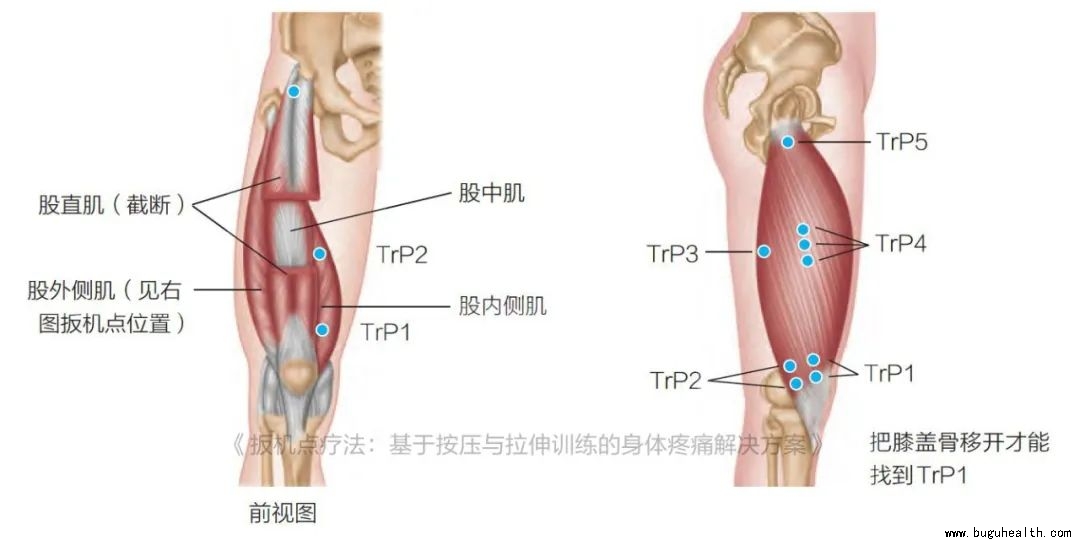 股直肌（截断）
股中肌
TrP2
股外侧肌（见右
图扳机点位置）
股内侧肌
TrP1
前视图
TrP5
TrP3
TrP4
TrP2
TrP1
把膝盖骨移开才能
找到TrP1
《扳机点疗法：基于按压与拉伸训练的身体疼痛解决方案》
www.buguhealth.com